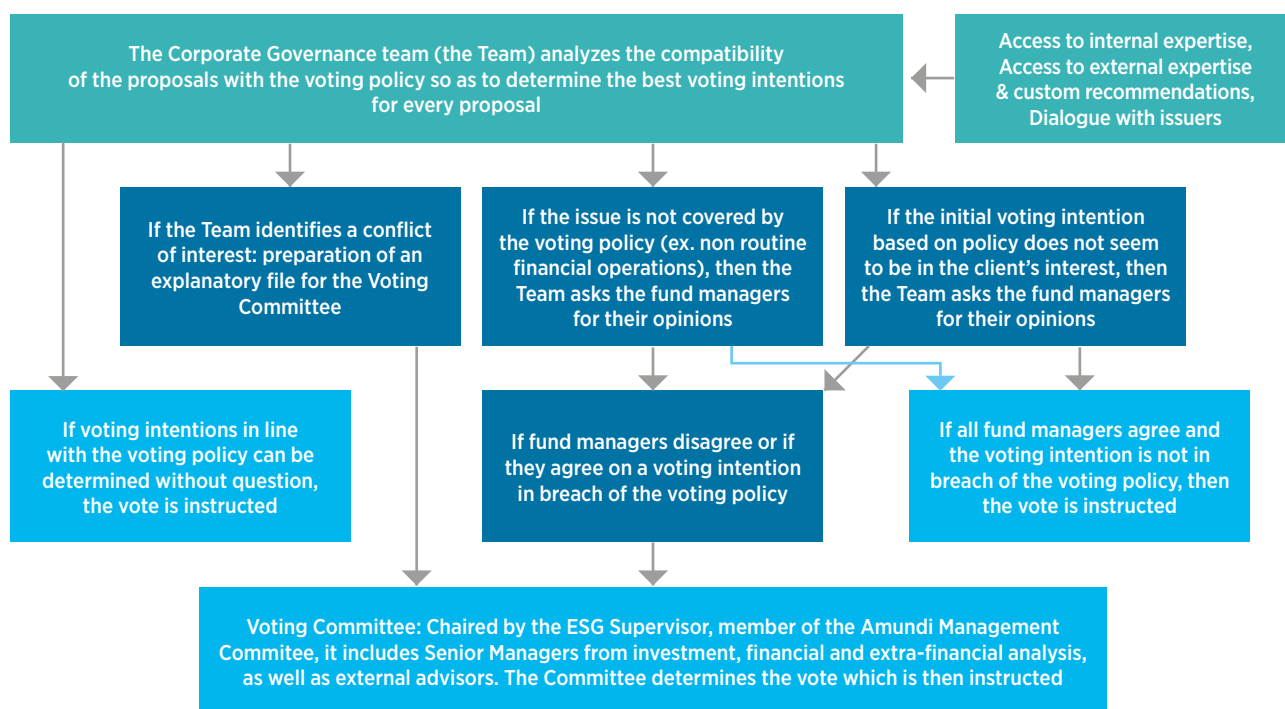 The Corporate Governance team (the Team) analyzes the compatibility
of the proposals with the voting policy so as to determine the best voting intentions
for every proposal
Access to internal expertise,
Access to external expertise
& custom recommendations,
Dialogue with issuers
If the Team identifies a conflict
of interest: preparation of an
explanatory file for the Voting
Committee
If the issue is not covered by
the voting policy (ex. non routine
financial operations), then the
Team asks the fund managers
for their opinions
If the initial voting intention
based on policy does not seem
to be in the client's interest, then
the Team asks the fund managers
for their opinions
If voting intentions in line
with the voting policy can be
determined without question,
the vote is instructed
If fund managers disagree or if
they agree on a voting intention
in breach of the voting policy
If all fund managers agree and
the voting intention is not in
breach of the voting policy, then
the vote is instructed
Voting Committee: Chaired by the ESG Supervisor, member of the Amundi Management
Commitee, it includes Senior Managers from investment, financial and extra-financial analysis,
as well as external advisors. The Committee determines the vote which is then instructed